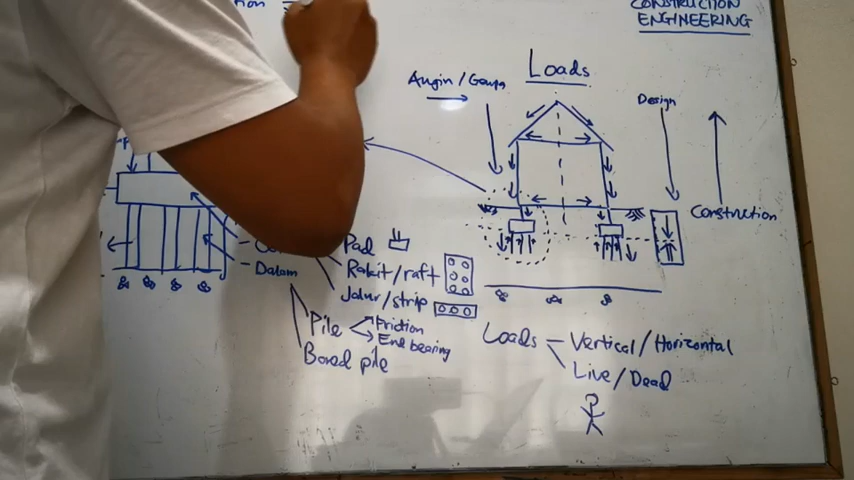 CONSTRUCTION
ENGINEERING
Loads
Angin/Gempa
Design
Construction
Pad
Rakit/raft
Jalur/strip
Dalam
Pile
Friction
End bearing
Bored pile
Loads
Vertical/Horizontal
Live/Dead